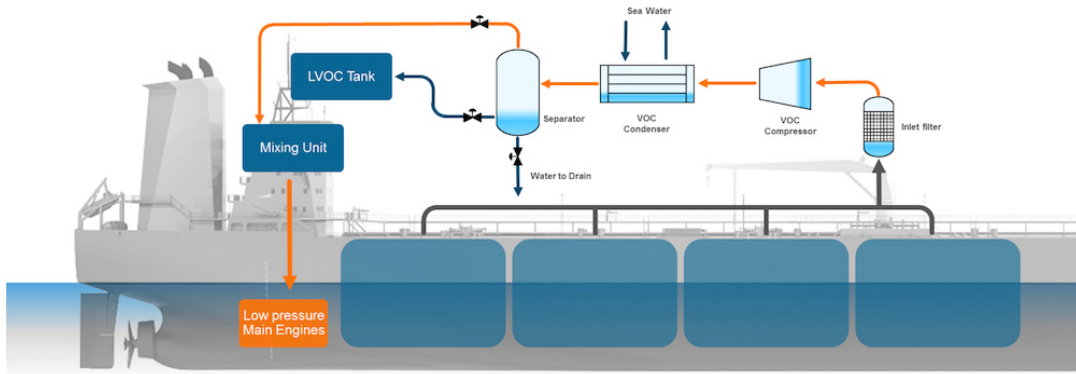 Sea Water
LVOC Tank
Separator
VOC
Condenser
VOC
Compressor
Inlet filter
Mixing Unit
Water to Drain
Low pressure
Main Engines